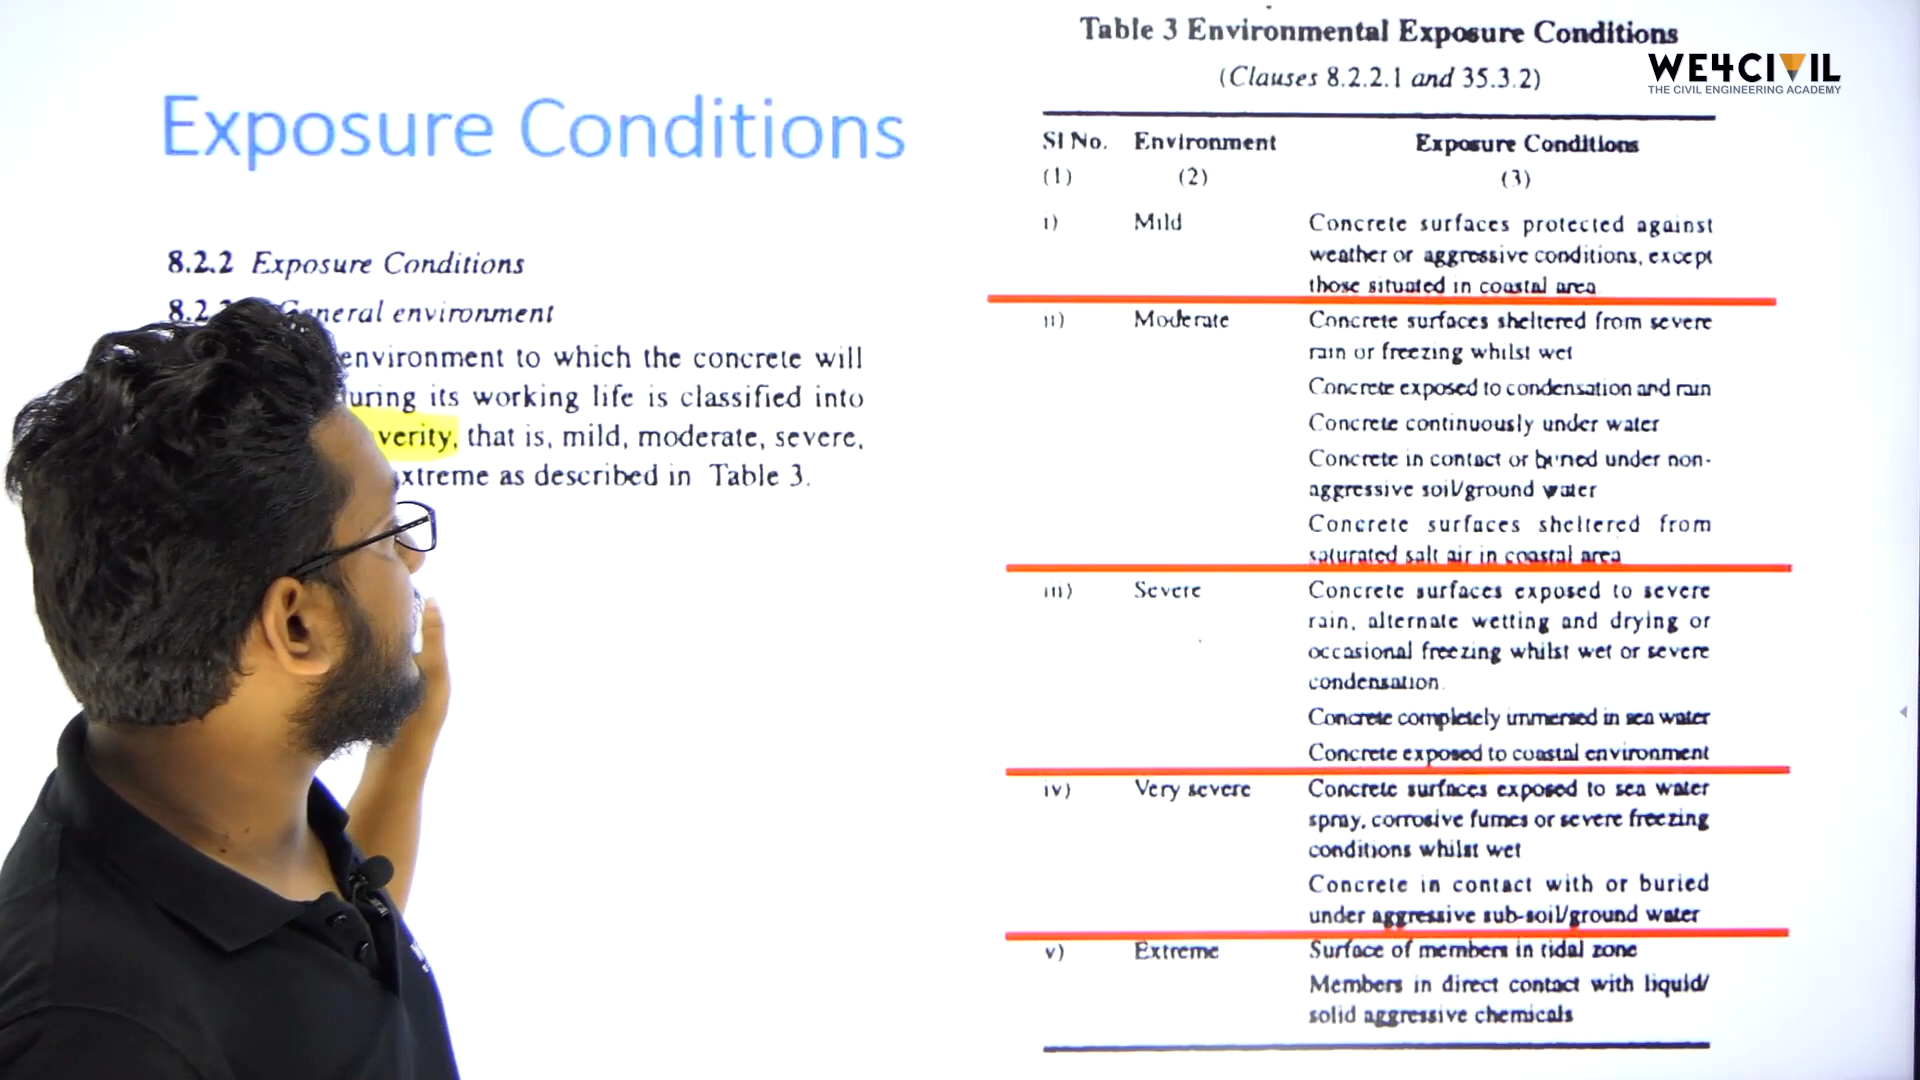 Exposure Conditions
8.2.2 Exposure Conditions
8.2. General environment
environment to which the concrete will
uring its working life is classified into
verity, that is, mild, moderate, severe,
xtreme as described in Table 3.
Table 3 Environmental Exposure Conditions
(Clauses 8.2.2.1 and 35.3.2)
WE4CIVIL
THE CIVIL ENGINEERING ACADEMY
Sl No. Environment Exposure Conditions
(1) (2) (3)
i) Mild Concrete surfaces protected against
weather or aggressive conditions, except
those situated in coastal area
ii) Moderate Concrete surfaces sheltered from severe
rain or freezing whilst wet
Concrete exposed to condensation and rain
Concrete continuously under water
Concrete in contact or buried under non-
aggressive soil/ground water
Concrete surfaces sheltered from
saturated salt air in coastal area
iii) Severe Concrete surfaces exposed to severe
rain, alternate wetting and drying or
occasional freezing whilst wet or severe
condensation.
Concrete completely immersed in sea water
Concrete exposed to coastal environment
iv) Very severe Concrete surfaces exposed to sea water
spray, corrosive fumes or severe freezing
conditions whilst wet
Concrete in contact with or buried
under aggressive sub-soil/ground water
v) Extreme Surface of members in tidal zone
Members in direct contact with liquid/
solid aggressive chemicals